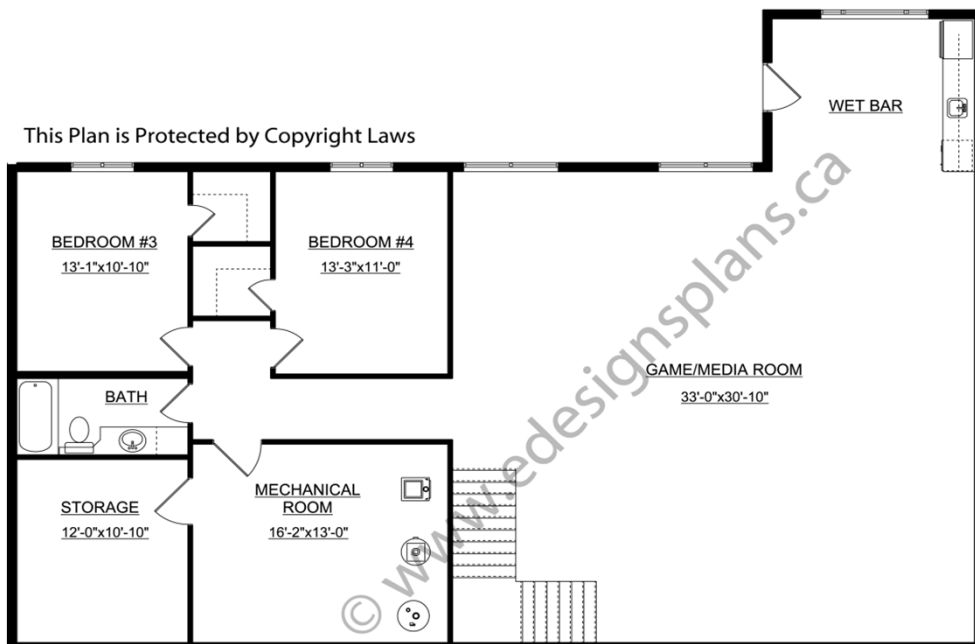 WET BAR
This Plan is Protected by Copyright Laws
BEDROOM #3
13'-1"x10'-10"
BEDROOM #4
13'-3"x11'-0"
GAME/MEDIA ROOM
33'-0"x30'-10"
BATH
STORAGE
12'-0"x10'-10"
MECHANICAL
ROOM
16'-2"x13'-0"
© www.edesignsplans.ca